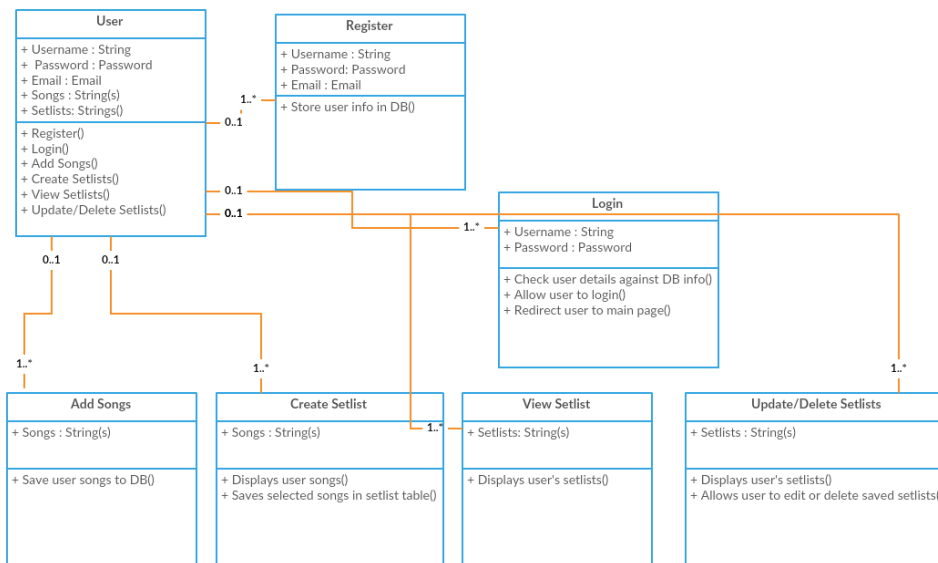 User
+ Username : String
+  Password : Password
+ Email : Email
+ Songs : String(s)
+ Setlists: Strings()
+ Register()
+ Login()
+ Add Songs()
+ Create Setlists()
+ View Setlists()
+ Update/Delete Setlists()
Register
+ Username : String
+ Password: Password
+ Email : Email
+ Store user info in DB()
1..*
0..1
0..1
0..1
Login
+ Username : String
+ Password : Password
+ Check user details against DB info()
+ Allow user to login()
+ Redirect user to main page()
1..*
0..1
0..1
1..*
1..*
1..*
Add Songs
+ Songs : String(s)
+ Save user songs to DB()
Create Setlist
+ Songs : String(s)
+ Displays user songs()
+ Saves selected songs in setlist table()
1..*
View Setlist
+ Setlists: String(s)
+ Displays user's setlists()
Update/Delete Setlists
+ Setlists : String(s)
+ Displays user's setlists()
+ Allows user to edit or delete saved setlists(